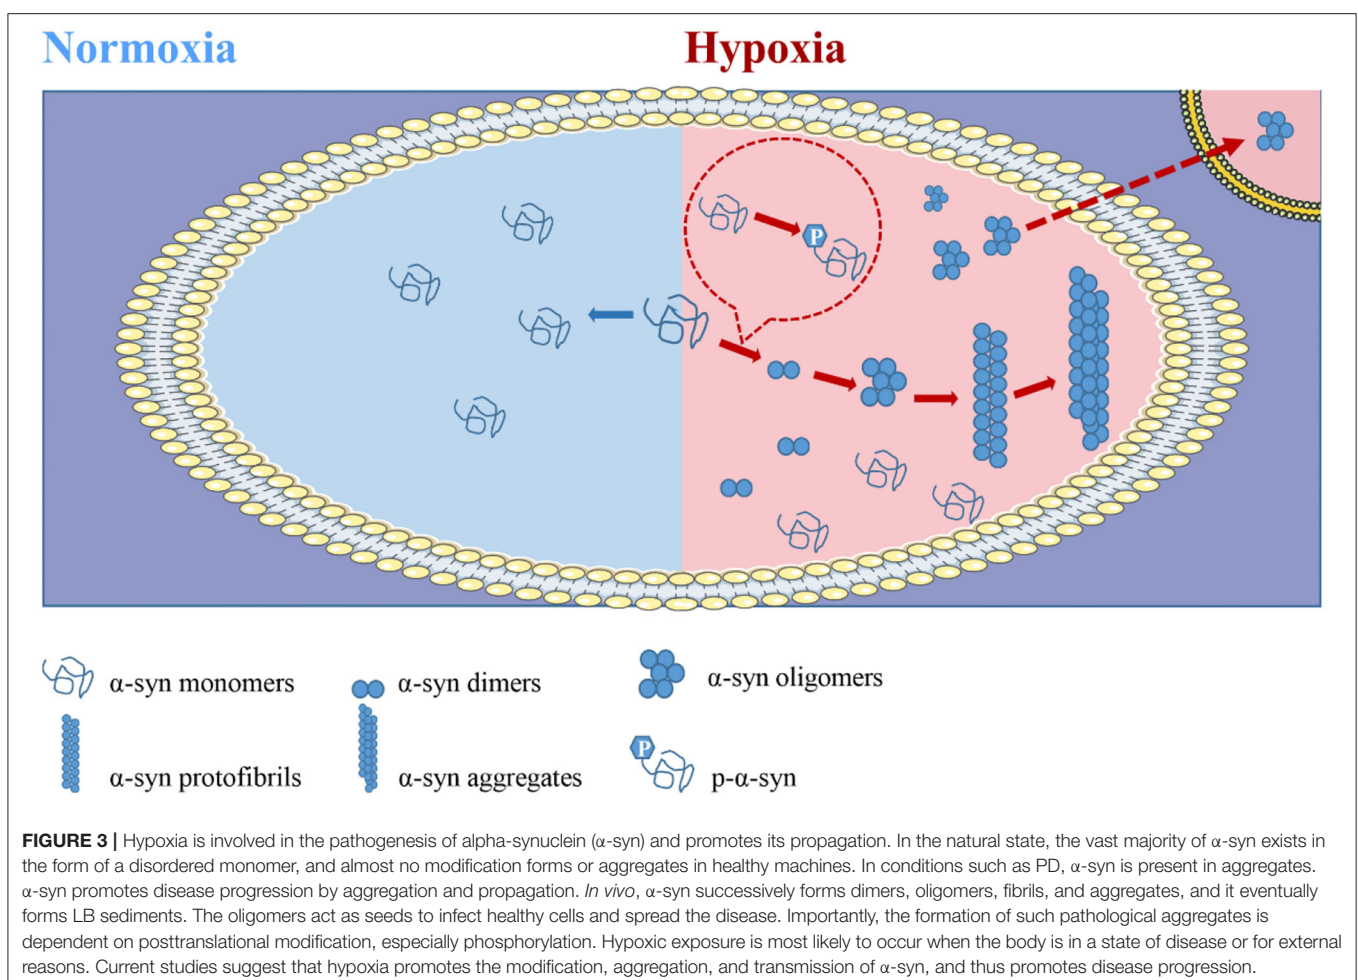 Normoxia
Hypoxia
P
α-syn monomers
α-syn dimers
α-syn oligomers
α-syn protofibrils
α-syn aggregates
P
p-α-syn
FIGURE 3 | Hypoxia is involved in the pathogenesis of alpha-synuclein (α-syn) and promotes its propagation. In the natural state, the vast majority of α-syn exists in
the form of a disordered monomer, and almost no modification forms or aggregates in healthy machines. In conditions such as PD, α-syn is present in aggregates.
α-syn promotes disease progression by aggregation and propagation. In vivo, α-syn successively forms dimers, oligomers, fibrils, and aggregates, and it eventually
forms LB sediments. The oligomers act as seeds to infect healthy cells and spread the disease. Importantly, the formation of such pathological aggregates is
dependent on posttranslational modification, especially phosphorylation. Hypoxic exposure is most likely to occur when the body is in a state of disease or for external
reasons. Current studies suggest that hypoxia promotes the modification, aggregation, and transmission of α-syn, and thus promotes disease progression.